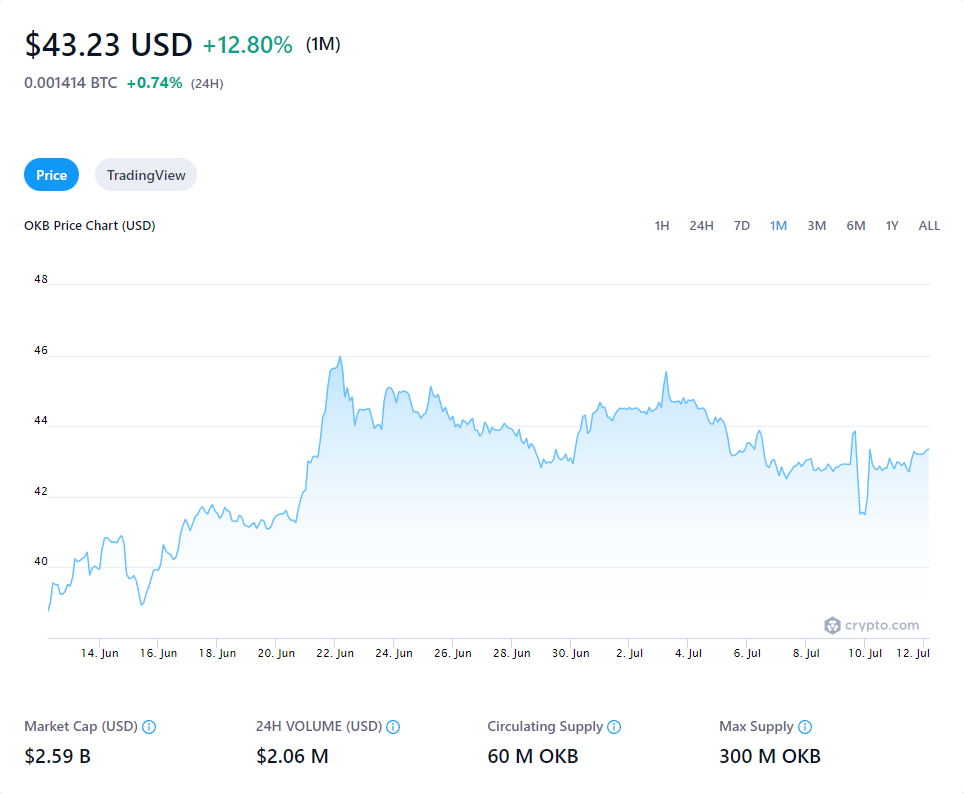 $43.23 USD +12.80% (1M)
0.001414 BTC +0.74% (24H)
Price TradingView
OKB Price Chart (USD) 1H 24H 7D 1M 3M 6M 1Y ALL
48
46
44
42
40
crypto.com
14. Jun 16. Jun 18. Jun 20. Jun 22. Jun 24. Jun 26. Jun 28. Jun 30. Jun 2. Jul 4. Jul 6. Jul 8. Jul 10. Jul 12. Jul
Market Cap (USD) 24H VOLUME (USD) Circulating Supply Max Supply
$2.59 B $2.06 M 60 M OKB 300 M OKB